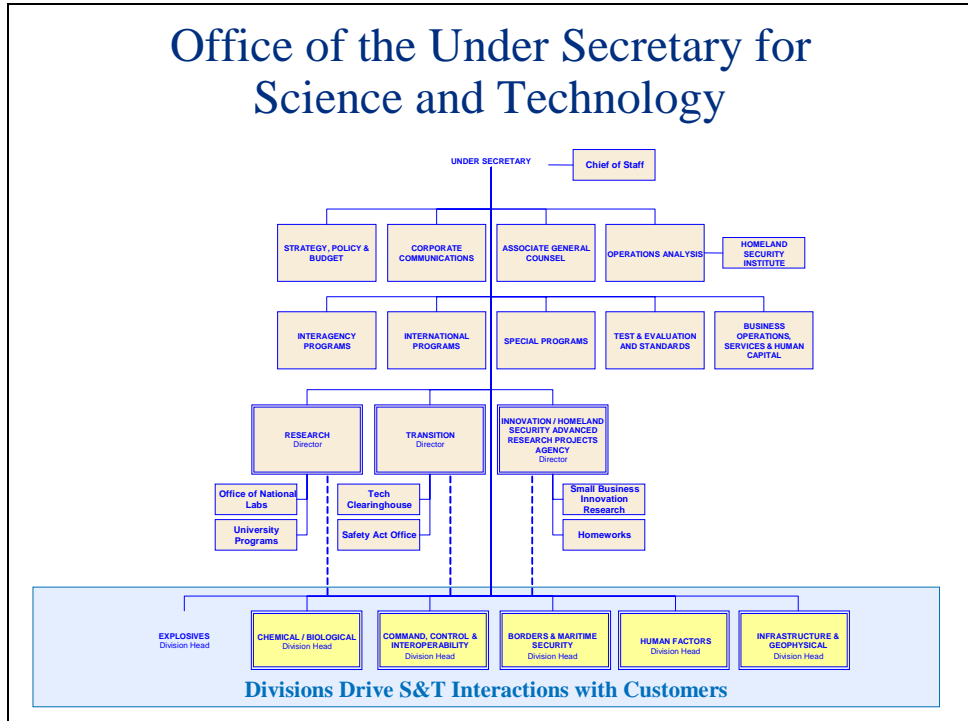 Office of the Under Secretary for
Science and Technology
UNDER SECRETARY
Chief of Staff
STRATEGY, POLICY &
BUDGET
CORPORATE
COMMUNICATIONS
ASSOCIATE GENERAL
COUNSEL
OPERATIONS ANALYSIS
HOMELAND
SECURITY
INSTITUTE
INTERAGENCY
PROGRAMS
INTERNATIONAL
PROGRAMS
SPECIAL PROGRAMS
TEST & EVALUATION
AND STANDARDS
BUSINESS
OPERATIONS,
SERVICES & HUMAN
CAPITAL
RESEARCH
Director
TRANSITION
Director
INNOVATION / HOMELAND
SECURITY ADVANCED
RESEARCH PROJECTS
AGENCY
Director
Office of National
Labs
University
Programs
Tech
Clearinghouse
Safety Act Office
Small Business
Innovation
Research
Homeworks
EXPLOSIVES
Division Head
CHEMICAL / BIOLOGICAL
Division Head
COMMAND, CONTROL &
INTEROPERABILITY
Division Head
BORDERS & MARITIME
SECURITY
Division Head
HUMAN FACTORS
Division Head
INFRASTRUCTURE &
GEOPHYSICAL
Division Head
Divisions Drive S&T Interactions with Customers